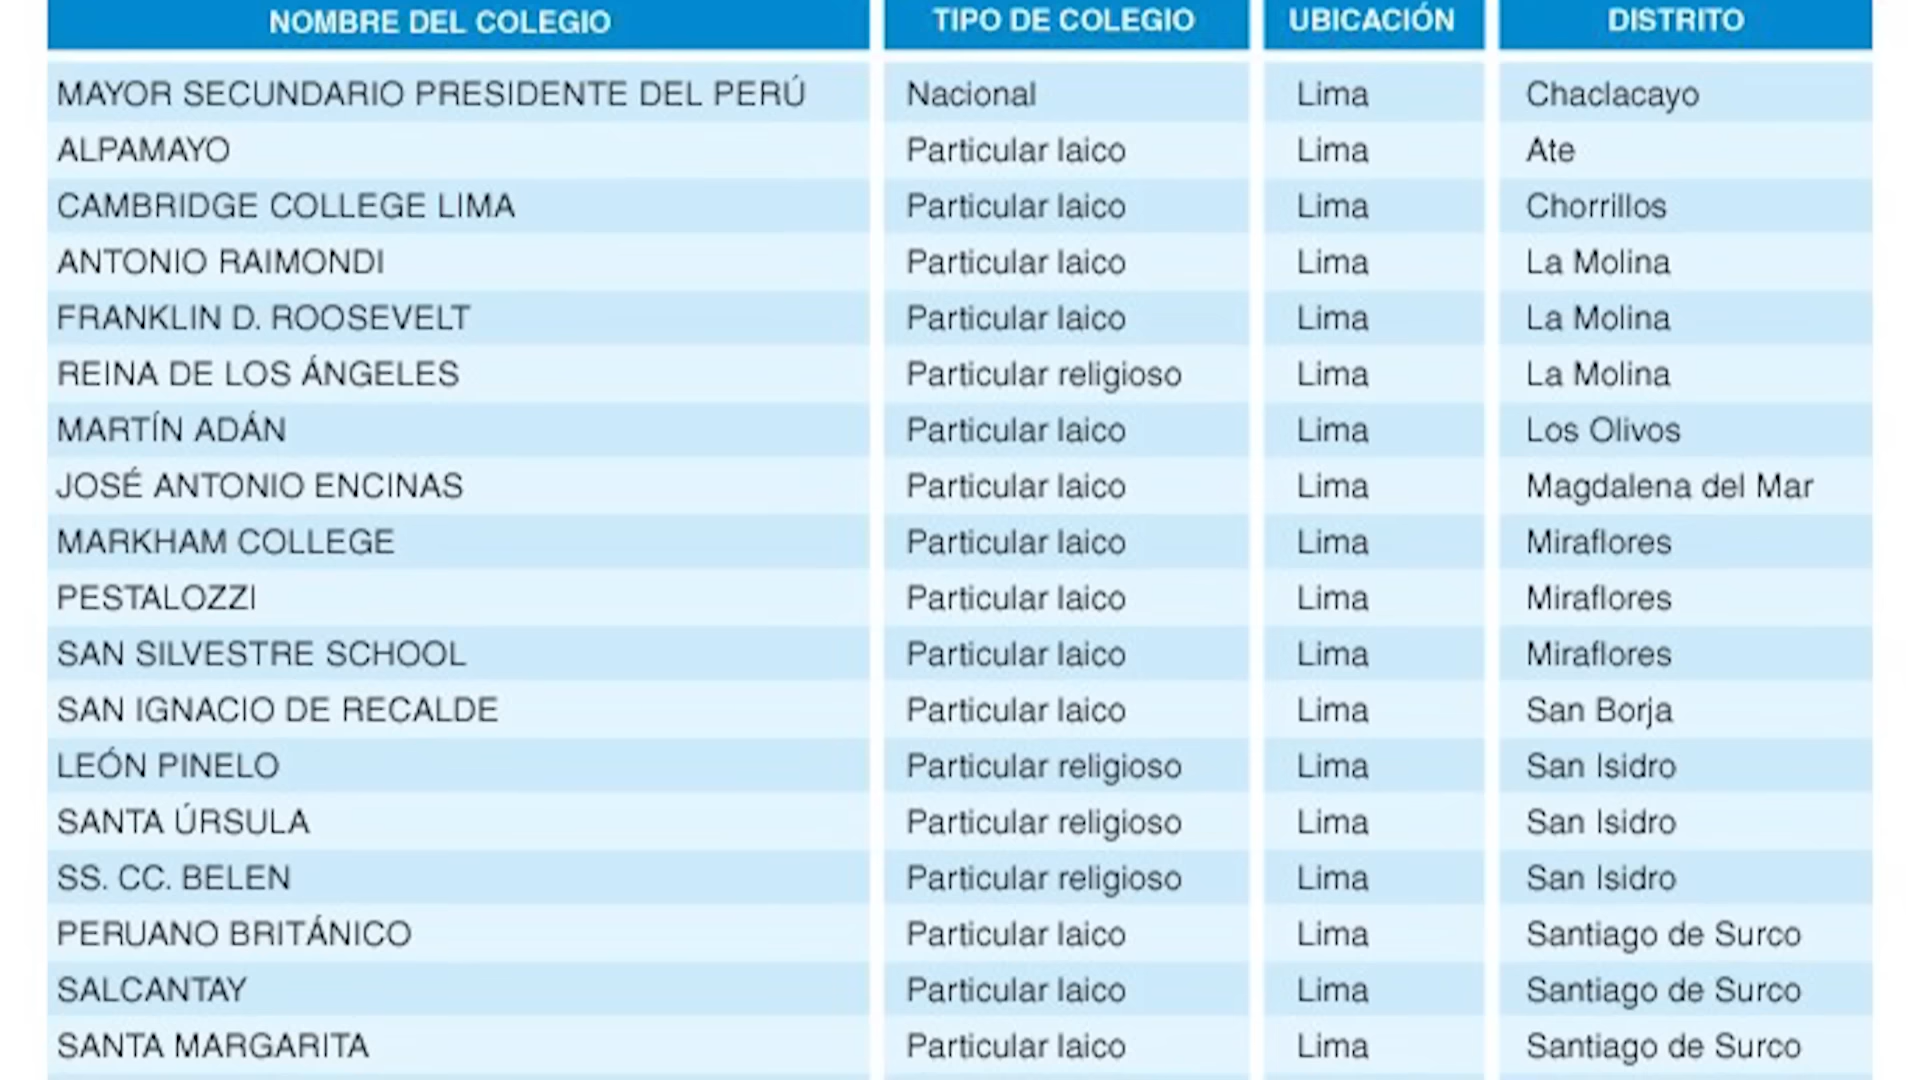 NOMBRE DEL COLEGIO TIPO DE COLEGIO UBICACIÓN DISTRITO
MAYOR SECUNDARIO PRESIDENTE DEL PERÚ Nacional Lima Chaclacayo
ALPAMAYO Particular laico Lima Ate
CAMBRIDGE COLLEGE LIMA Particular laico Lima Chorrillos
ANTONIO RAIMONDI Particular laico Lima La Molina
FRANKLIN D. ROOSEVELT Particular laico Lima La Molina
REINA DE LOS ÁNGELES Particular religioso Lima La Molina
MARTÍN ADÁN Particular laico Lima Los Olivos
JOSÉ ANTONIO ENCINAS Particular laico Lima Magdalena del Mar
MARKHAM COLLEGE Particular laico Lima Miraflores
PESTALOZZI Particular laico Lima Miraflores
SAN SILVESTRE SCHOOL Particular laico Lima Miraflores
SAN IGNACIO DE RECALDE Particular laico Lima San Borja
LEÓN PINELO Particular religioso Lima San Isidro
SANTA ÚRSULA Particular religioso Lima San Isidro
SS. CC. BELEN Particular religioso Lima San Isidro
PERUANO BRITÁNICO Particular laico Lima Santiago de Surco
SALCANTAY Particular laico Lima Santiago de Surco
SANTA MARGARITA Particular laico Lima Santiago de Surco